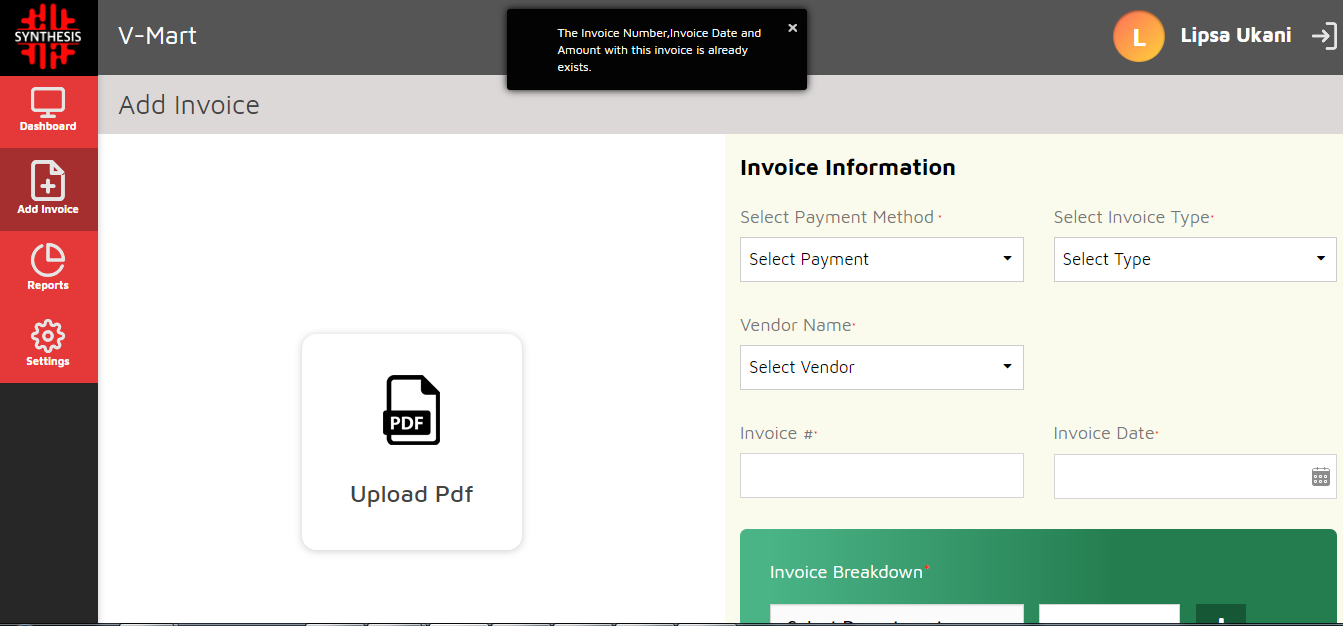 SYNTHESIS
V-Mart
The Invoice Number,Invoice Date and
Amount with this invoice is already
exists.
×
L
Lipsa Ukani
Dashboard
Add Invoice
Reports
Settings
Add Invoice
PDF
Upload Pdf
Invoice Information
Select Payment Method *
Select Invoice Type*
Select Payment
Select Type
Vendor Name*
Select Vendor
Invoice #*
Invoice Date*
Invoice Breakdown*